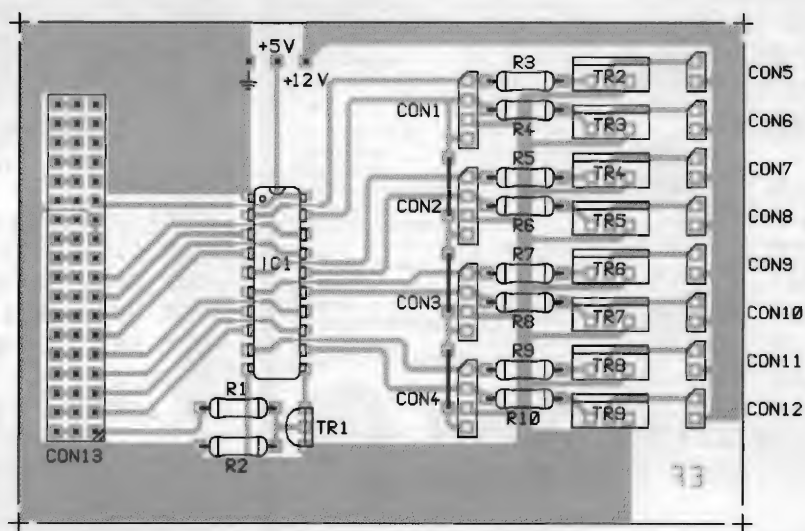 +5V
+12V
R3
TR2
CON5
CON1
R4
TR3
CON6
R5
TR4
CON7
CON2
R6
TR5
CON8
IC1
R7
TR6
CON9
CON3
R8
TR7
CON10
R9
TR8
CON11
R1
CON4
R10
TR9
CON12
TR1
CON13
R2